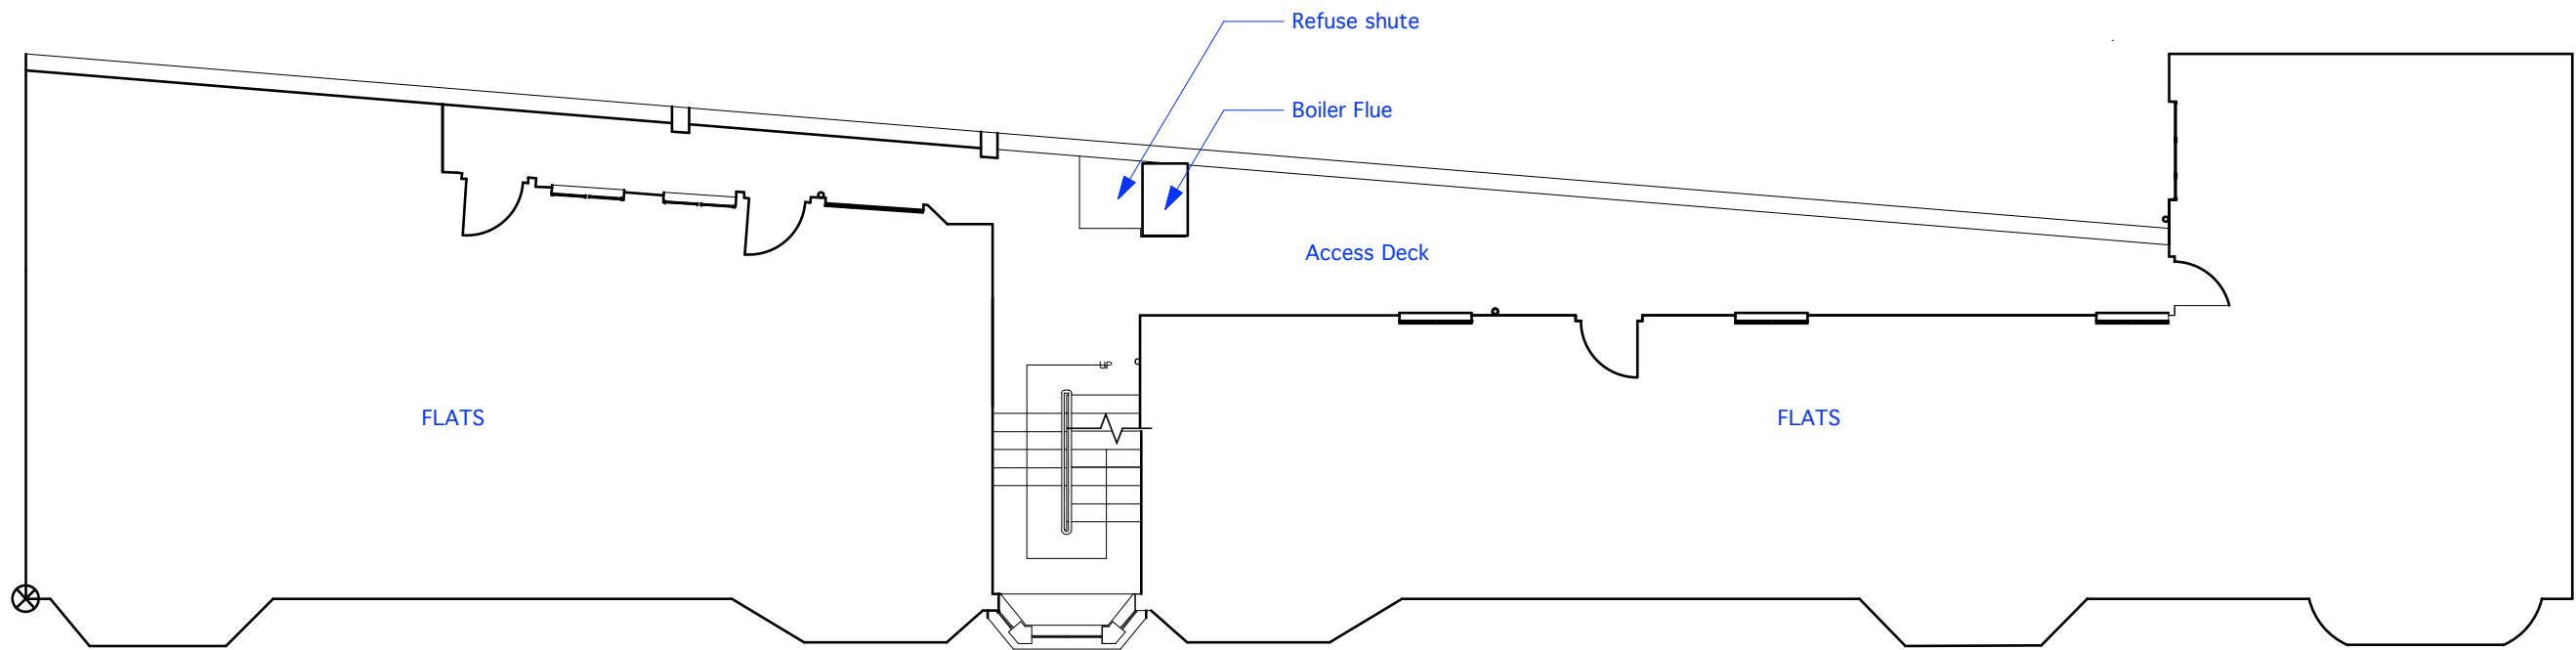 Refuse shute
Boiler Flue
Access Deck
UP
FLATS
FLATS